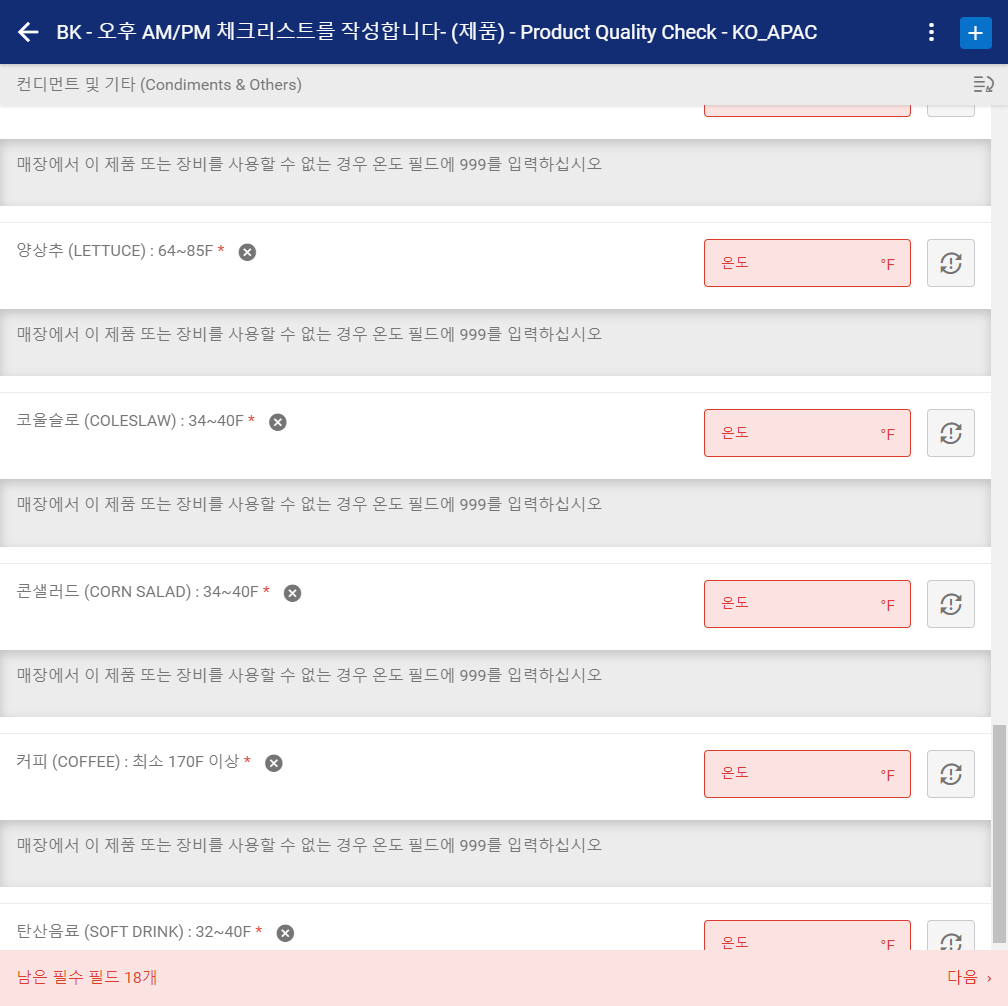 BK - 오후 AM/PM 체크리스트를 작성합니다- (제품) - Product Quality Check - KO_APAC
컨디먼트 및 기타 (Condiments & Others)
매장에서 이 제품 또는 장비를 사용할 수 없는 경우 온도 필드에 999를 입력하십시오
양상추 (LETTUCE) : 64~85F *
온도 °F
매장에서 이 제품 또는 장비를 사용할 수 없는 경우 온도 필드에 999를 입력하십시오
코울슬로 (COLESLAW) : 34~40F *
온도 °F
매장에서 이 제품 또는 장비를 사용할 수 없는 경우 온도 필드에 999를 입력하십시오
콘샐러드 (CORN SALAD) : 34~40F *
온도 °F
매장에서 이 제품 또는 장비를 사용할 수 없는 경우 온도 필드에 999를 입력하십시오
커피 (COFFEE) : 최소 170F 이상 *
온도 °F
매장에서 이 제품 또는 장비를 사용할 수 없는 경우 온도 필드에 999를 입력하십시오
탄산음료 (SOFT DRINK) : 32~40F *
온도 °F
남은 필수 필드 18개
다음 ›